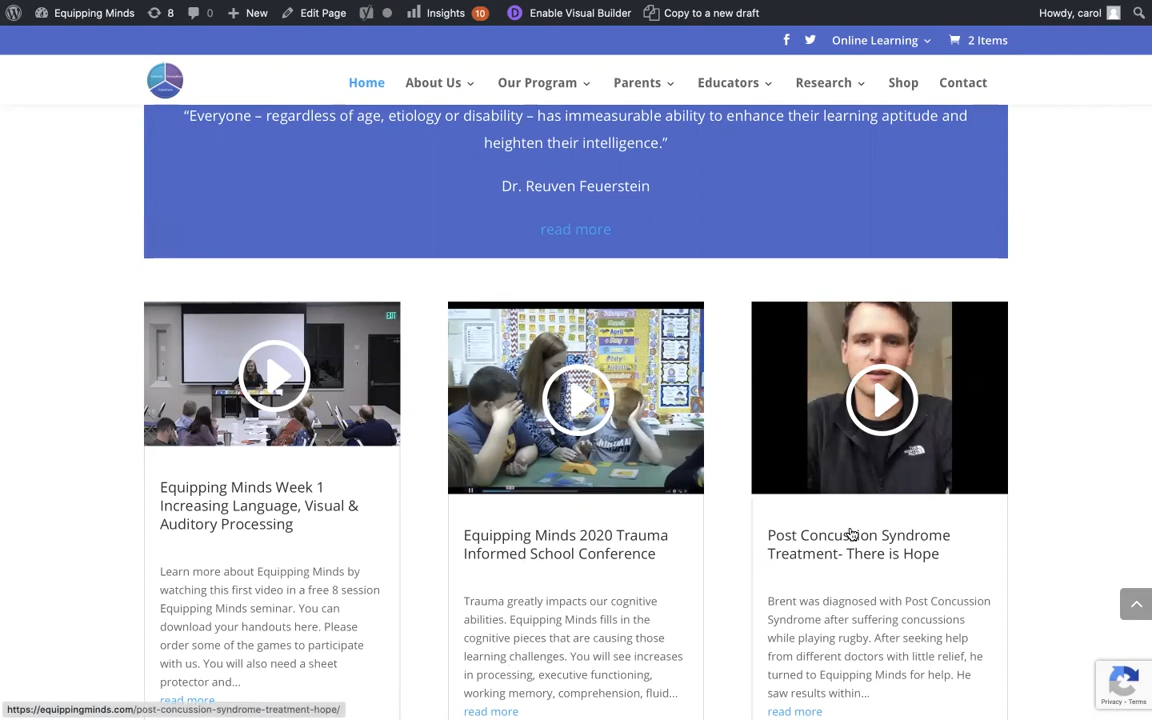 Equipping Minds 8 0 New Edit Page Insights 10 Enable Visual Builder Copy to a new draft Howdy, carol
Online Learning 2 Items
Home About Us Our Program Parents Educators Research Shop Contact
“Everyone – regardless of age, etiology or disability – has immeasurable ability to enhance their learning aptitude and
heighten their intelligence.”
Dr. Reuven Feuerstein
read more
EXIT
Equipping Minds Week 1
Increasing Language, Visual &
Auditory Processing
Learn more about Equipping Minds by
watching this first video in a free 8 session
Equipping Minds seminar. You can
download your handouts here. Please
order some of the games to participate
with us. You will also need a sheet
protector and...
read more
Equipping Minds 2020 Trauma
Informed School Conference
Trauma greatly impacts our cognitive
abilities. Equipping Minds fills in the
cognitive pieces that are causing those
learning challenges. You will see increases
in processing, executive functioning,
working memory, comprehension, fluid...
read more
Post Concussion Syndrome
Treatment- There is Hope
Brent was diagnosed with Post Concussion
Syndrome after suffering concussions
while playing rugby. After seeking help
from different doctors with little relief, he
turned to Equipping Minds for help. He
saw results within...
read more
Privacy - Terms
https://equippingminds.com/post-concussion-syndrome-treatment-hope/